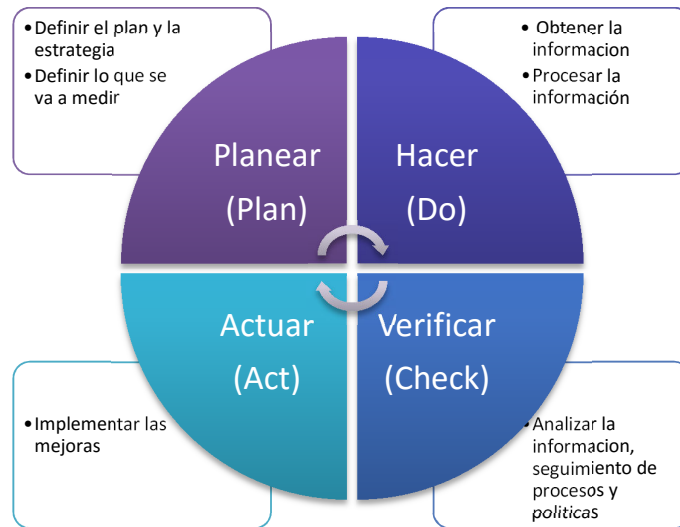 •Definir el plan y la
estrategia
•Definir lo que se
va a medir
• Obtener la
informacion
• Procesar la
información
Planear
(Plan)
Hacer
(Do)
Actuar
(Act)
Verificar
(Check)
•Implementar las
mejoras
•Analizar la
informacion,
seguimiento de
procesos y
politicas